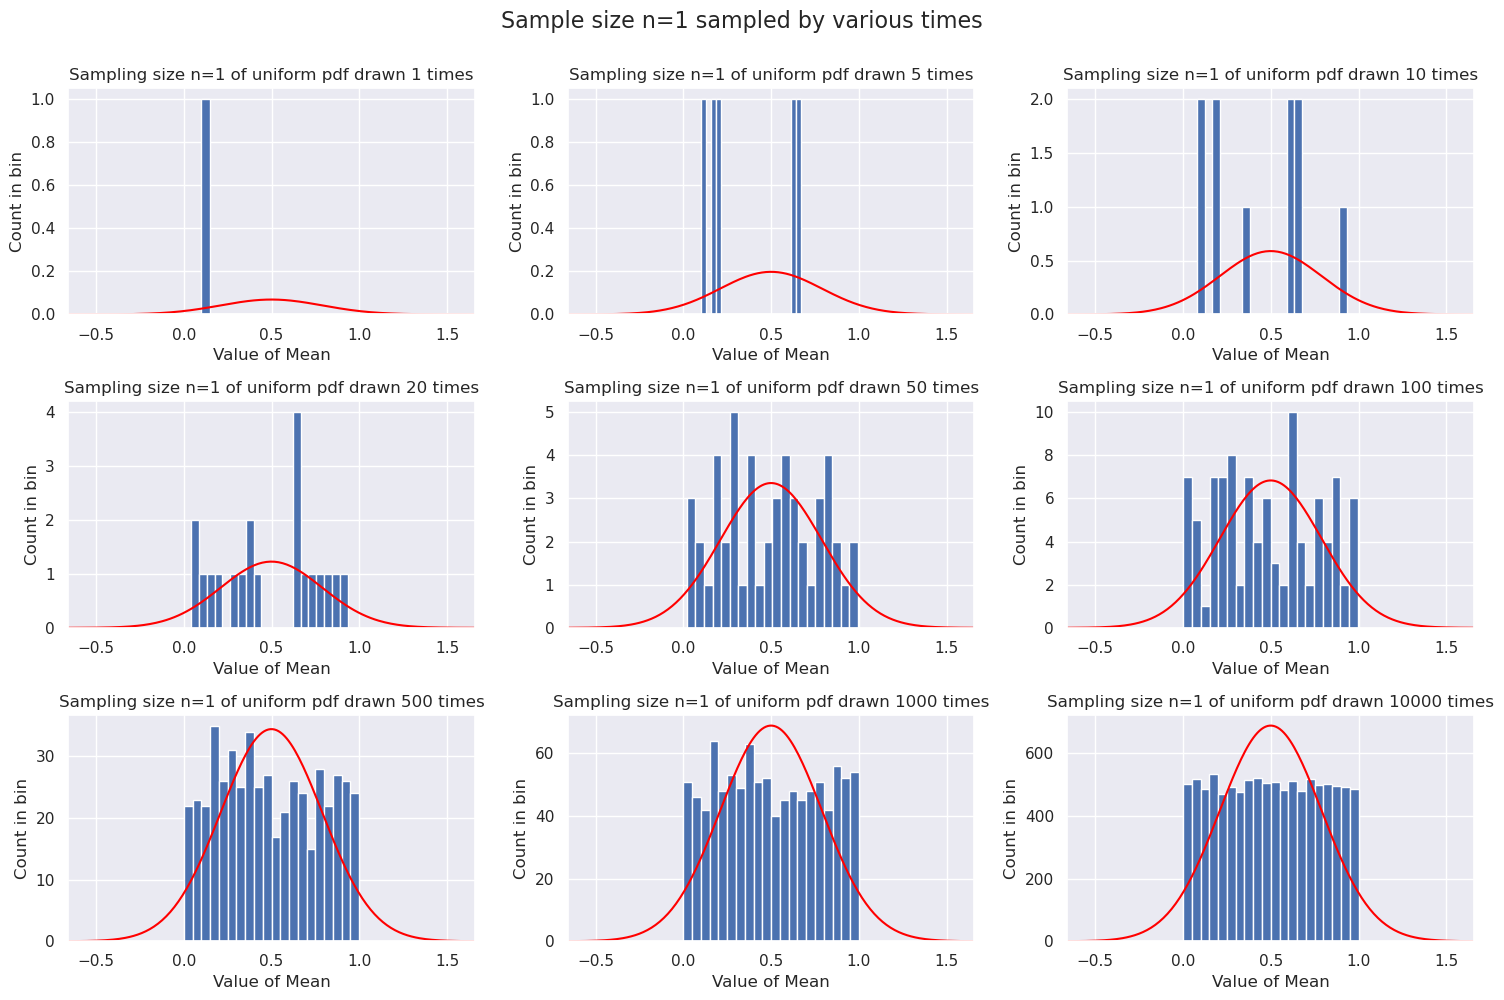 Sample size n=1 sampled by various times
Sampling size n=1 of uniform pdf drawn 1 times
1.0
0.8
0.6
0.4
0.2
0.0
Count in bin
−0.5 0.0 0.5 1.0 1.5
Value of Mean
Sampling size n=1 of uniform pdf drawn 5 times
1.0
0.8
0.6
0.4
0.2
0.0
Count in bin
−0.5 0.0 0.5 1.0 1.5
Value of Mean
Sampling size n=1 of uniform pdf drawn 10 times
2.0
1.5
1.0
0.5
0.0
Count in bin
−0.5 0.0 0.5 1.0 1.5
Value of Mean
Sampling size n=1 of uniform pdf drawn 20 times
4
3
2
1
0
Count in bin
−0.5 0.0 0.5 1.0 1.5
Value of Mean
Sampling size n=1 of uniform pdf drawn 50 times
5
4
3
2
1
0
Count in bin
−0.5 0.0 0.5 1.0 1.5
Value of Mean
Sampling size n=1 of uniform pdf drawn 100 times
10
8
6
4
2
0
Count in bin
−0.5 0.0 0.5 1.0 1.5
Value of Mean
Sampling size n=1 of uniform pdf drawn 500 times
30
20
10
0
Count in bin
−0.5 0.0 0.5 1.0 1.5
Value of Mean
Sampling size n=1 of uniform pdf drawn 1000 times
60
40
20
0
Count in bin
−0.5 0.0 0.5 1.0 1.5
Value of Mean
Sampling size n=1 of uniform pdf drawn 10000 times
600
400
200
0
Count in bin
−0.5 0.0 0.5 1.0 1.5
Value of Mean